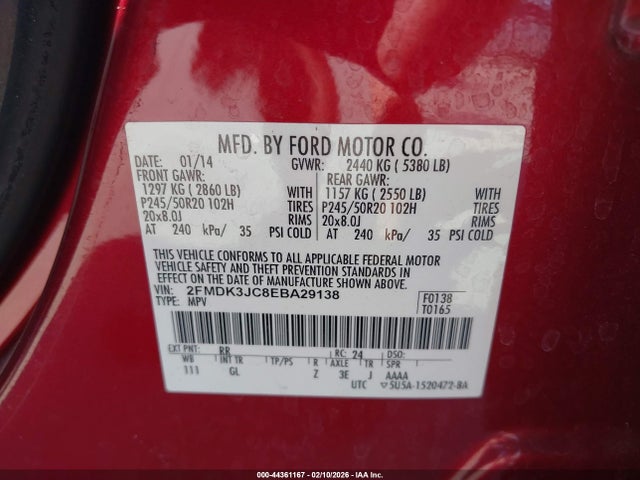 MFD. BY FORD MOTOR CO.
DATE: 01/14 GVWR: 2440 KG ( 5380 LB)
FRONT GAWR: REAR GAWR:
1297 KG ( 2860 LB) WITH 1157 KG ( 2550 LB) WITH
P245/50R20 102H TIRES P245/50R20 102H TIRES
20x8.0J RIMS 20x8.0J RIMS
AT 240 kPa/ 35 PSI COLD AT 240 kPa/ 35 PSI COLD
THIS VEHICLE CONFORMS TO ALL APPLICABLE FEDERAL MOTOR
VEHICLE SAFETY AND THEFT PREVENTION STANDARDS IN
EFFECT ON THE DATE OF MANUFACTURE SHOWN ABOVE.
VIN: 2FMDK3JC8EBA29138 F0138
TYPE: MPV T0165
EXT PNT: RR RC: 24 DSO:
WB INT TR TP/PS R AXLE TR SPR
111 GL Z 3E J AAAA
UTC 5U5A-1520472-BA
000-44361167 - 02/10/2026 - IAA Inc.